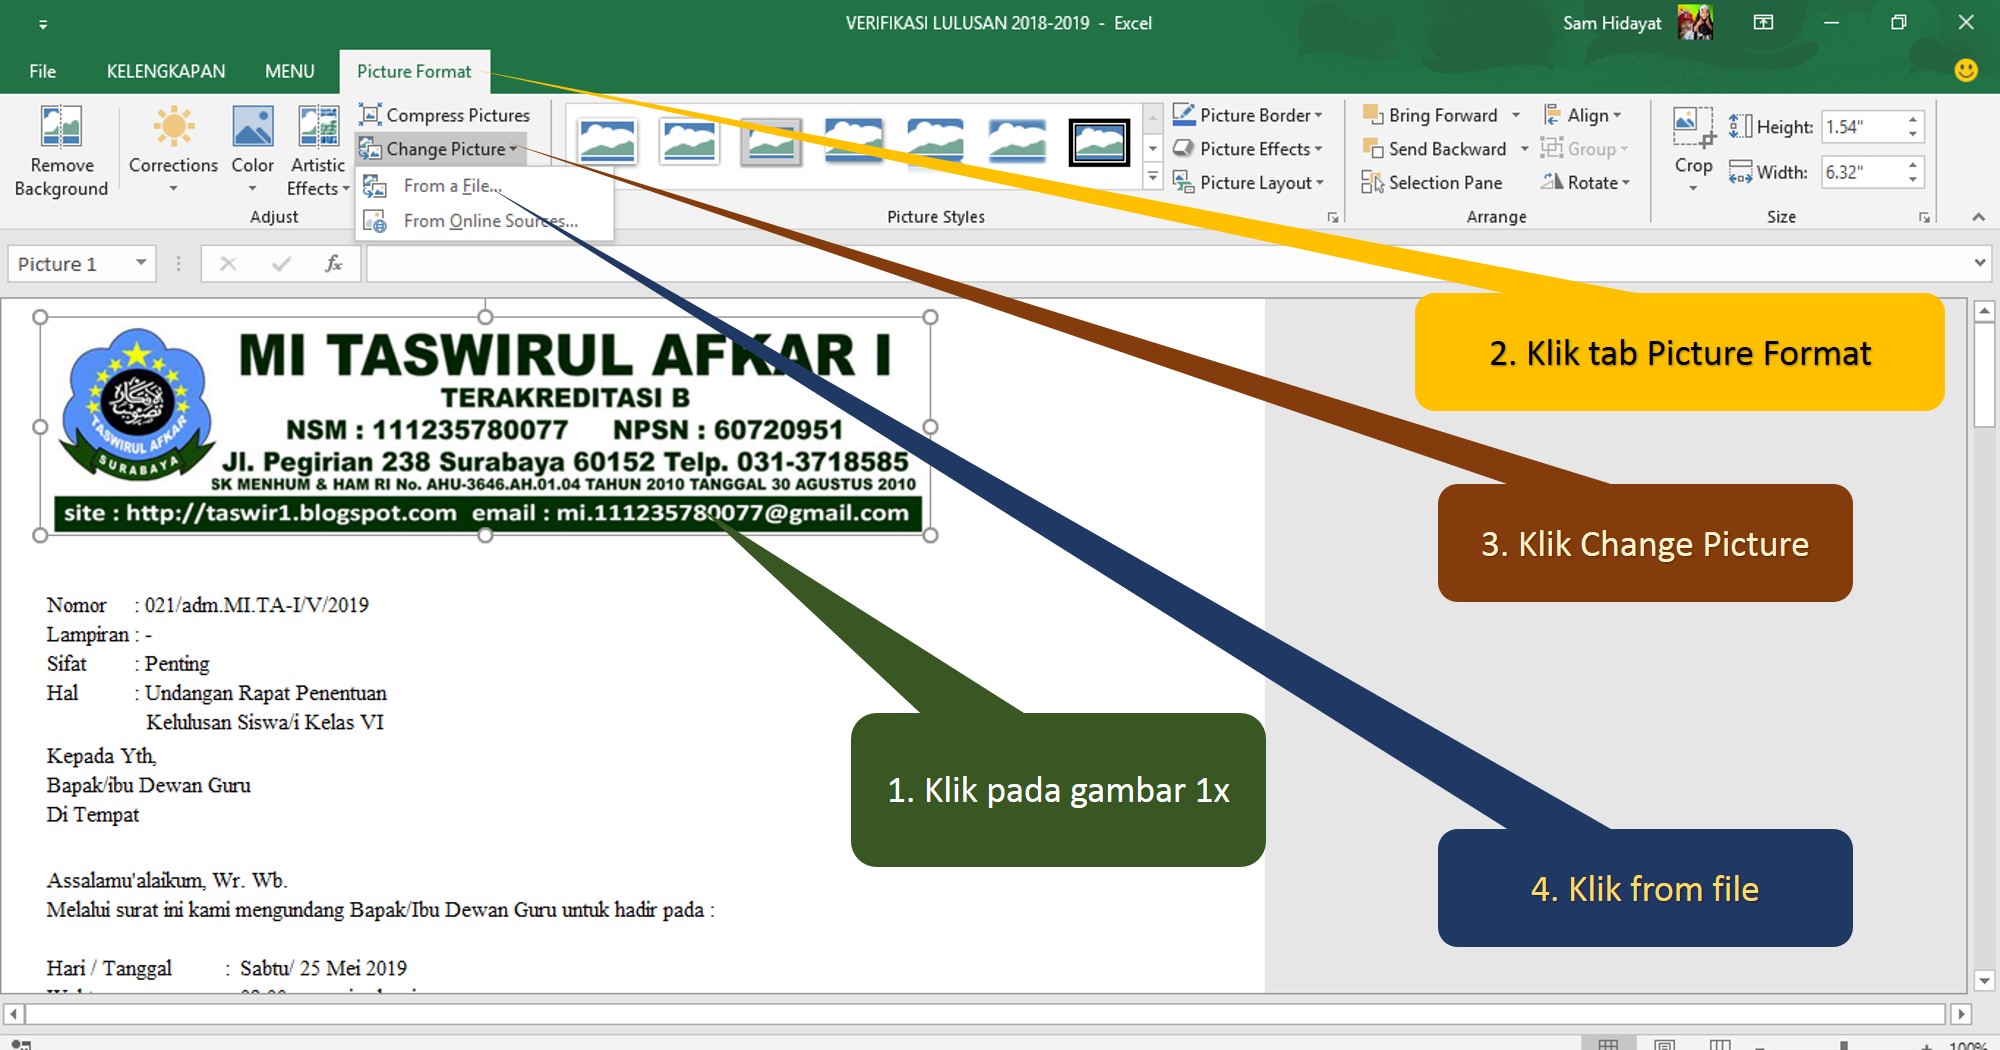 VERIFIKASI LULUSAN 2018-2019 - Excel
Sam Hidayat
File KELENGKAPAN MENU Picture Format
Remove Background
Corrections
Color
Artistic Effects
Compress Pictures
Change Picture
From a File...
From Online Sources...
Adjust
Picture Styles
Picture Border
Picture Effects
Picture Layout
Bring Forward
Send Backward
Selection Pane
Align
Group
Rotate
Arrange
Crop
Height: 1.54"
Width: 6.32"
Size
Picture 1
fx
MI TASWIRUL AFKAR I
TERAKREDITASI B
NSM : 111235780077 NPSN : 60720951
Jl. Pegirian 238 Surabaya 60152 Telp. 031-3718585
SK MENHUM & HAM RI No. AHU-3646.AH.01.04 TAHUN 2010 TANGGAL 30 AGUSTUS 2010
site : http://taswir1.blogspot.com email : mi.111235780077@gmail.com
TASWIRUL AFKAR
SURABAYA
Nomor : 021/adm.MI.TA-I/V/2019
Lampiran : -
Sifat : Penting
Hal : Undangan Rapat Penentuan
Kelulusan Siswa/i Kelas VI
Kepada Yth,
Bapak/ibu Dewan Guru
Di Tempat
Assalamu'alaikum, Wr. Wb.
Melalui surat ini kami mengundang Bapak/Ibu Dewan Guru untuk hadir pada :
Hari / Tanggal : Sabtu/ 25 Mei 2019
2. Klik tab Picture Format
3. Klik Change Picture
1. Klik pada gambar 1x
4. Klik from file
100%